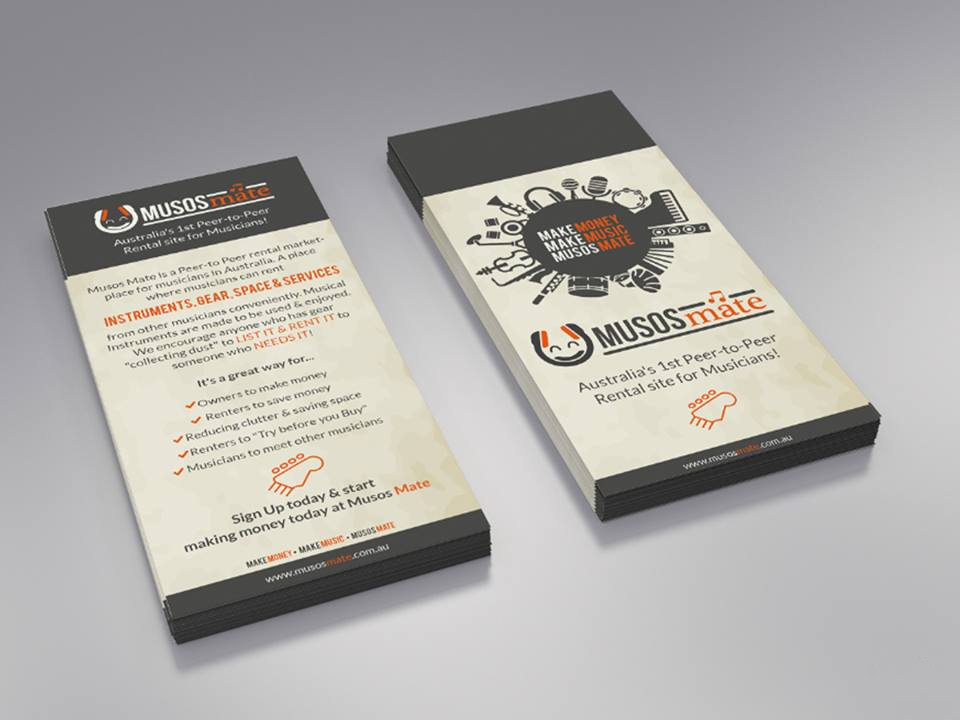 MUSOS mate
Australia's 1st Peer-to-Peer
Rental site for Musicians!
Musos Mate is a Peer-to Peer rental market-
place for musicians in Australia. A place
where musicians can rent
INSTRUMENTS, GEAR, SPACE & SERVICES
from other musicians conveniently. Musical
Instruments are made to be used & enjoyed.
We encourage anyone who has gear
"collecting dust" to LIST IT & RENT IT to
someone who NEEDS IT!
It's a great way for...
Owners to make money
Renters to save money
Reducing clutter & saving space
Renters to "Try before you Buy"
Musicians to meet other musicians
Sign Up today & start
making money today at Musos Mate
MAKE MONEY • MAKE MUSIC • MUSOS MATE
www.musosmate.com.au
MAKE MONEY
MAKE MUSIC
MUSOS MATE
MUSOS mate
Australia's 1st Peer-to-Peer
Rental site for Musicians!
www.musosmate.com.au